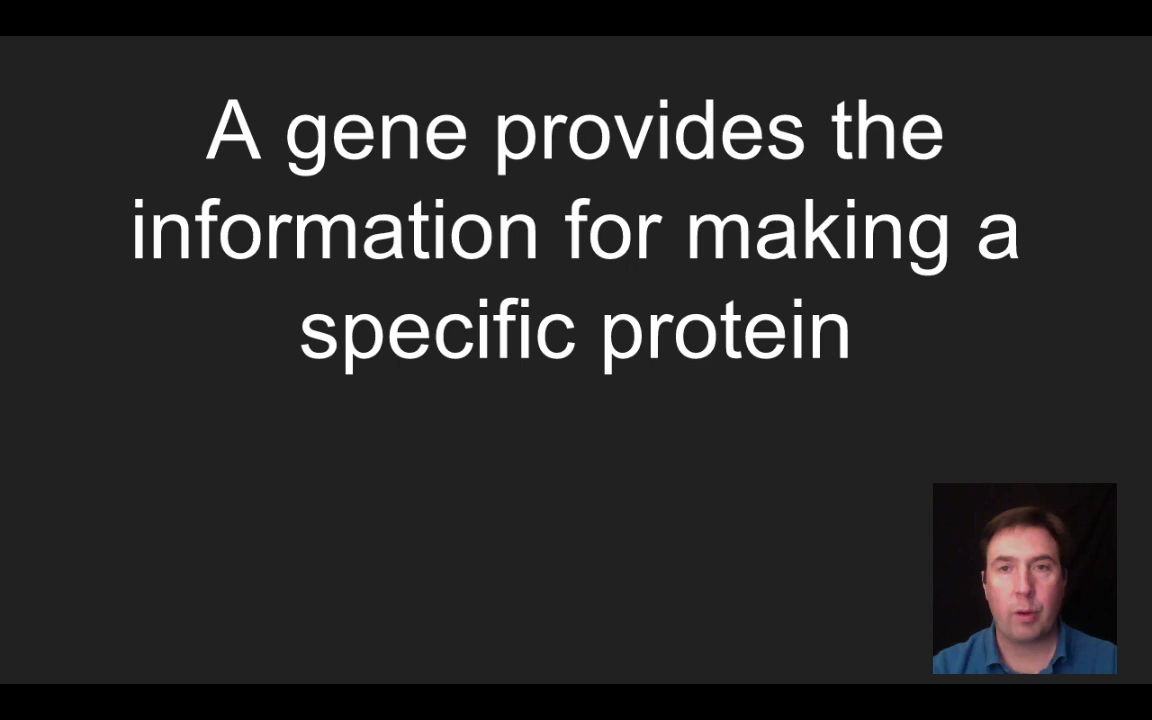 A gene provides the
information for making a
specific protein